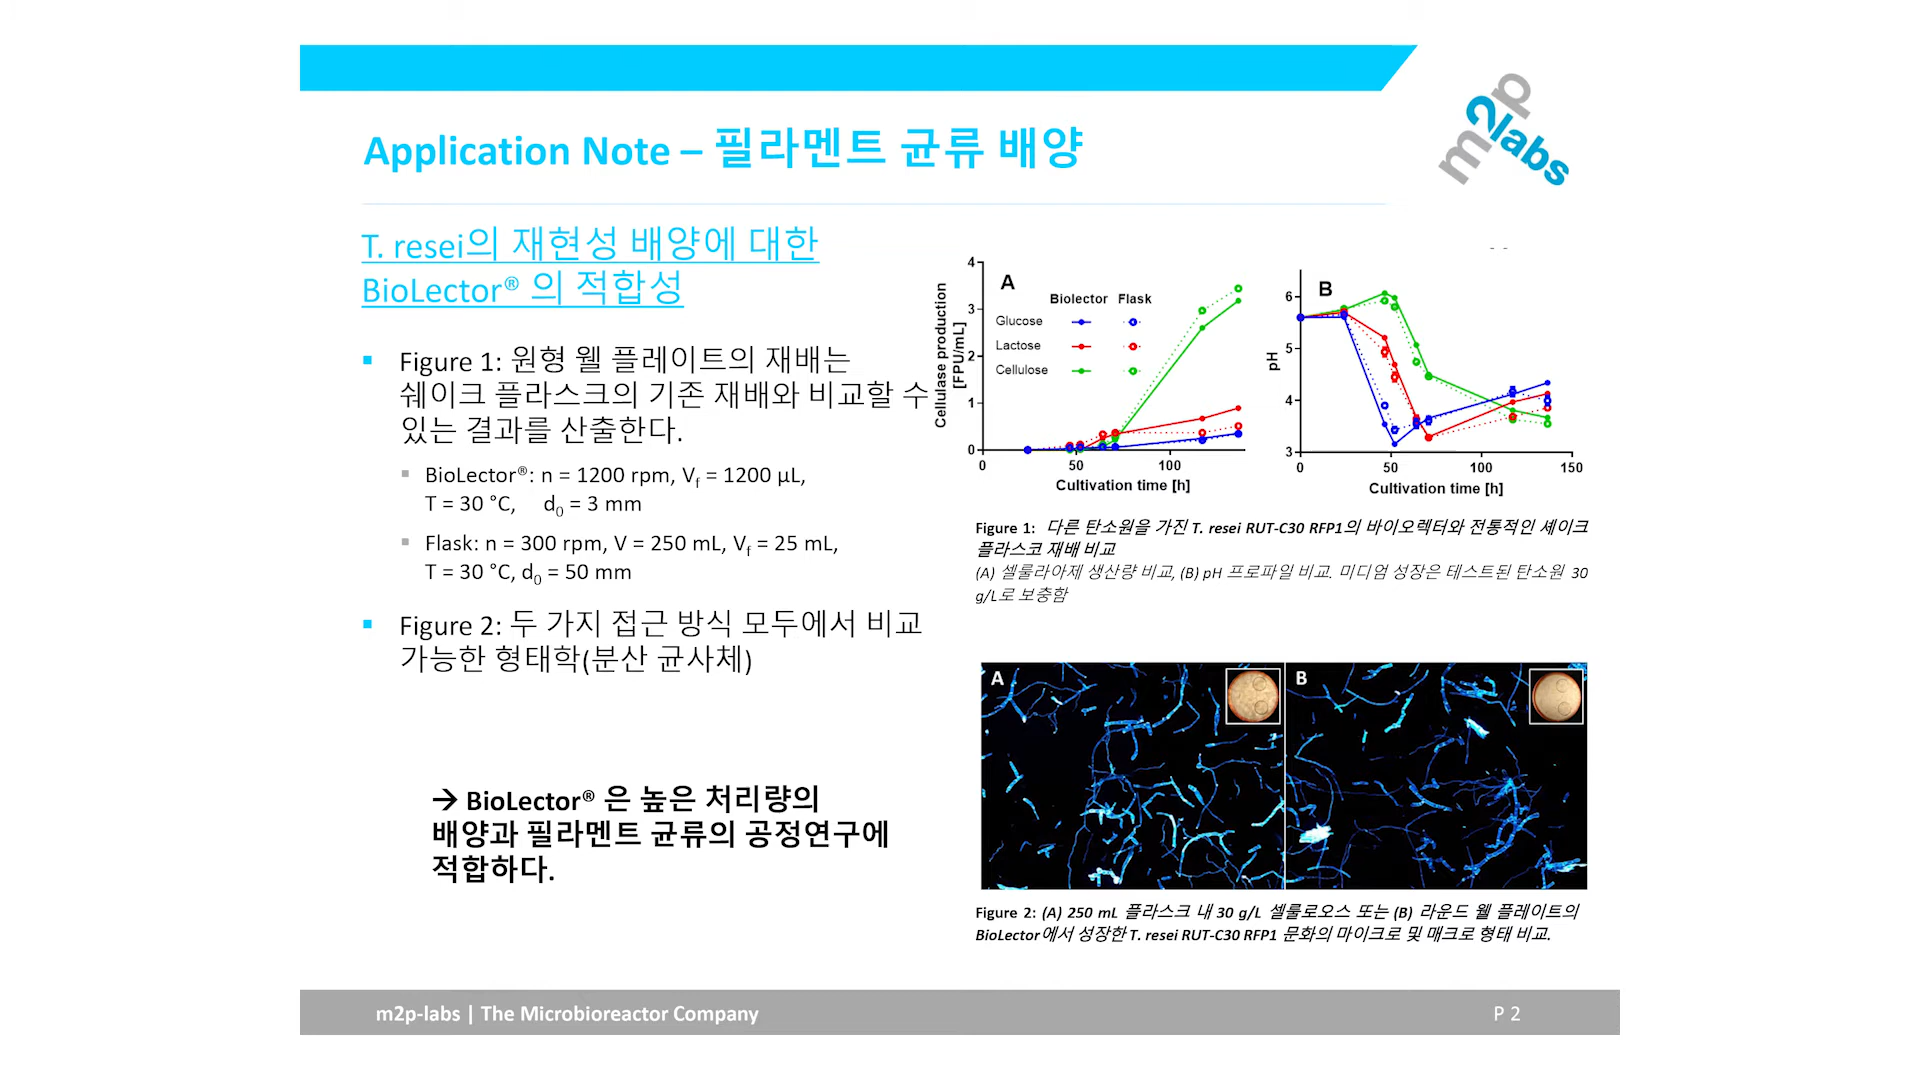 m2p-labs
Application Note – 필라멘트 균류 배양
T. resei의 재현성 배양에 대한
BioLector® 의 적합성
Figure 1: 원형 웰 플레이트의 재배는
쉐이크 플라스크의 기존 재배와 비교할 수
있는 결과를 산출한다.
BioLector®: n = 1200 rpm, Vf = 1200 µL,
T = 30 °C, d0 = 3 mm
Flask: n = 300 rpm, V = 250 mL, Vf = 25 mL,
T = 30 °C, d0 = 50 mm
Figure 2: 두 가지 접근 방식 모두에서 비교
가능한 형태학(분산 균사체)
→ BioLector® 은 높은 처리량의
배양과 필라멘트 균류의 공정연구에
적합하다.
A
Biolector Flask
Glucose
Lactose
Cellulose
Cellulase production
[FPU/mL]
4
3
2
1
0
0 50 100
Cultivation time [h]
B
pH
6
5
4
3
0 50 100 150
Cultivation time [h]
Figure 1: 다른 탄소원을 가진 T. resei RUT-C30 RFP1의 바이오렉터와 전통적인 셰이크
플라스코 재배 비교
(A) 셀룰라아제 생산량 비교, (B) pH 프로파일 비교. 미디엄 성장은 테스트된 탄소원 30
g/L로 보충함
A
B
Figure 2: (A) 250 mL 플라스크 내 30 g/L 셀룰로오스 또는 (B) 라운드 웰 플레이트의
BioLector에서 성장한 T. resei RUT-C30 RFP1 문화의 마이크로 및 매크로 형태 비교.
m2p-labs | The Microbioreactor Company
P 2